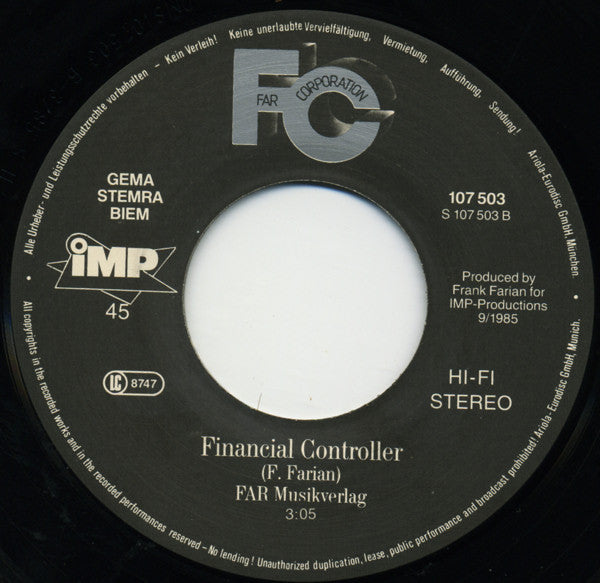 Alle Urheber- und Leistungsschutzrechte vorbehalten – Kein Verleih! Keine unerlaubte Vervielfältigung, Vermietung, Aufführung, Sendung! Ariola-Eurodisc GmbH, München.
FC
FAR CORPORATION
GEMA
STEMRA
BIEM
107 503
S 107 503 B
iMP
45
Produced by
Frank Farian for
IMP-Productions
9/1985
LC 8747
HI-FI
STEREO
Financial Controller
(F. Farian)
FAR Musikverlag
3:05
All copyrights in the recorded works and in the recorded performances reserved – No lending! Unauthorized duplication, lease, public performance and broadcast prohibited! Ariola-Eurodisc GmbH, Munich.